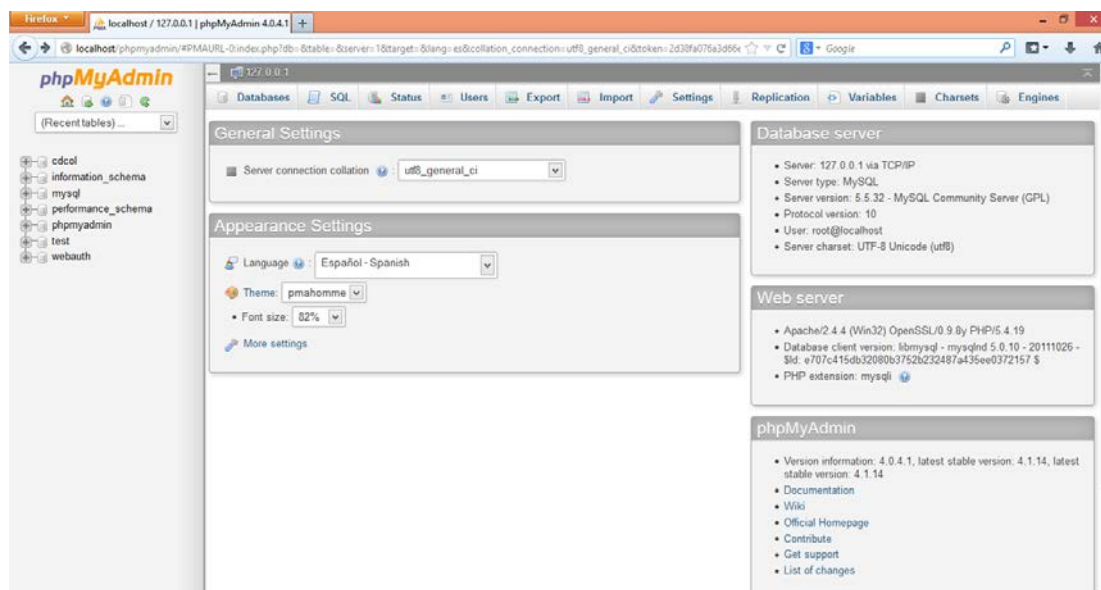 Firefox
localhost / 127.0.0.1 | phpMyAdmin 4.0.4.1
localhost/phpmyadmin/#PMAURL-0:index.php?db=&table=&server=1&target=&lang=es&collation_connection=utf8_general_ci&token=2d38fa076a3d66
Google
phpMyAdmin
(Recent tables) ...
cdcol
information_schema
mysql
performance_schema
phpmyadmin
test
webauth
127.0.0.1
Databases SQL Status Users Export Import Settings Replication Variables Charsets Engines
General Settings
Server connection collation : utf8_general_ci
Appearance Settings
Language : Español - Spanish
Theme: pmahomme
• Font size: 82%
More settings
Database server
• Server: 127.0.0.1 via TCP/IP
• Server type: MySQL
• Server version: 5.5.32 - MySQL Community Server (GPL)
• Protocol version: 10
• User: root@localhost
• Server charset: UTF-8 Unicode (utf8)
Web server
• Apache/2.4.4 (Win32) OpenSSL/0.9.8y PHP/5.4.19
• Database client version: libmysql - mysqlnd 5.0.10 - 20111026 -
$Id: e707c415db32080b3752b232487a435ee0372157 $
• PHP extension: mysqli
phpMyAdmin
• Version information: 4.0.4.1, latest stable version: 4.1.14, latest
stable version: 4.1.14
• Documentation
• Wiki
• Official Homepage
• Contribute
• Get support
• List of changes